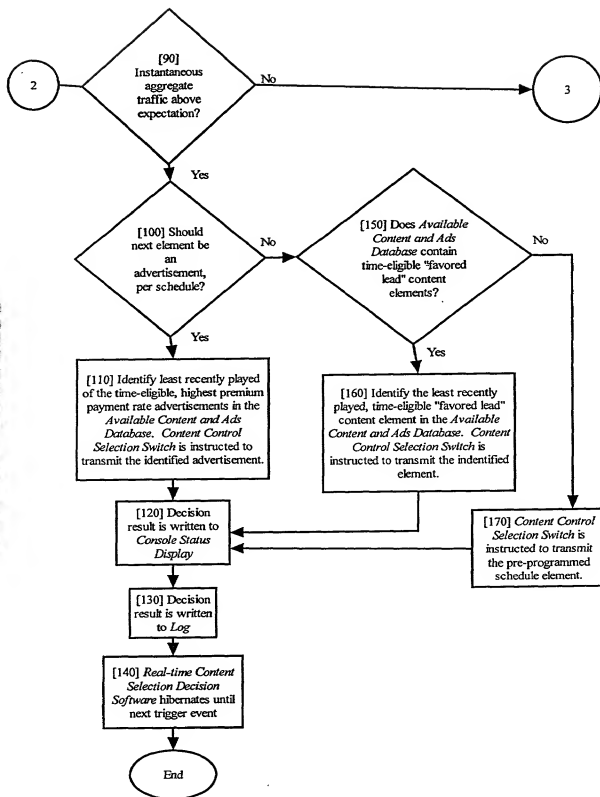 2
[90]
Instantaneous
aggregate
traffic above
expectation?
No
3
Yes
[100] Should
next element be
an
advertisement,
per schedule?
No
[150] Does Available
Content and Ads
Database contain
time-eligible "favored
lead" content
elements?
No
Yes
Yes
[110] Identify least recently played
of the time-eligible, highest premium
payment rate advertisements in the
Available Content and Ads
Database. Content Control
Selection Switch is instructed to
transmit the identified advertisement.
[160] Identify the least recently
played, time-eligible "favored lead"
content element in the Available
Content and Ads Database. Content
Control Selection Switch is
instructed to transmit the indentified
element.
[120] Decision
result is written to
Console Status
Display
[170] Content Control
Selection Switch is
instructed to transmit
the pre-programmed
schedule element.
[130] Decision
result is written
to Log
[140] Real-time Content
Selection Decision
Software hibernates until
next trigger event
End